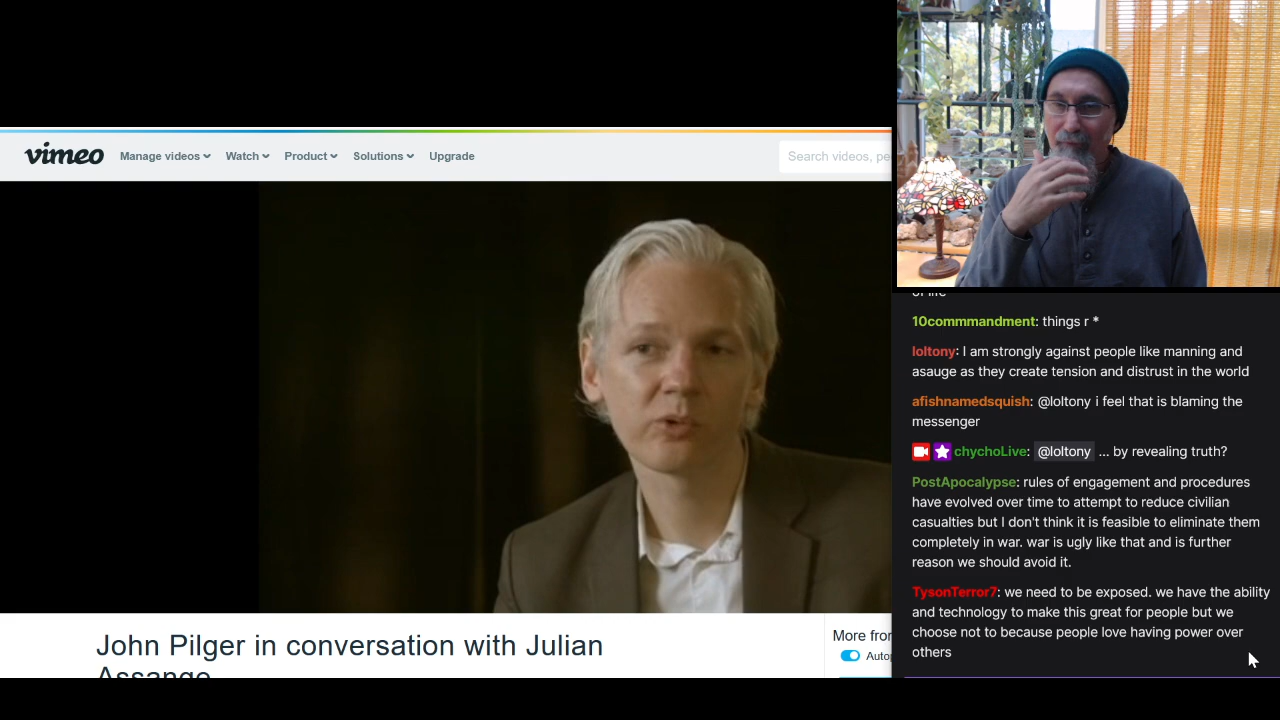 vimeo
Manage videos
Watch
Product
Solutions
Upgrade
Search videos, pe
John Pilger in conversation with Julian
Assange
More from
Autop
of life
10commmandment: things r *
loltony: I am strongly against people like manning and
asauge as they create tension and distrust in the world
afishnamedsquish: @loltony i feel that is blaming the
messenger
chychoLive: @loltony ... by revealing truth?
PostApocalypse: rules of engagement and procedures
have evolved over time to attempt to reduce civilian
casualties but I don't think it is feasible to eliminate them
completely in war. war is ugly like that and is further
reason we should avoid it.
TysonTerror7: we need to be exposed. we have the ability
and technology to make this great for people but we
choose not to because people love having power over
others